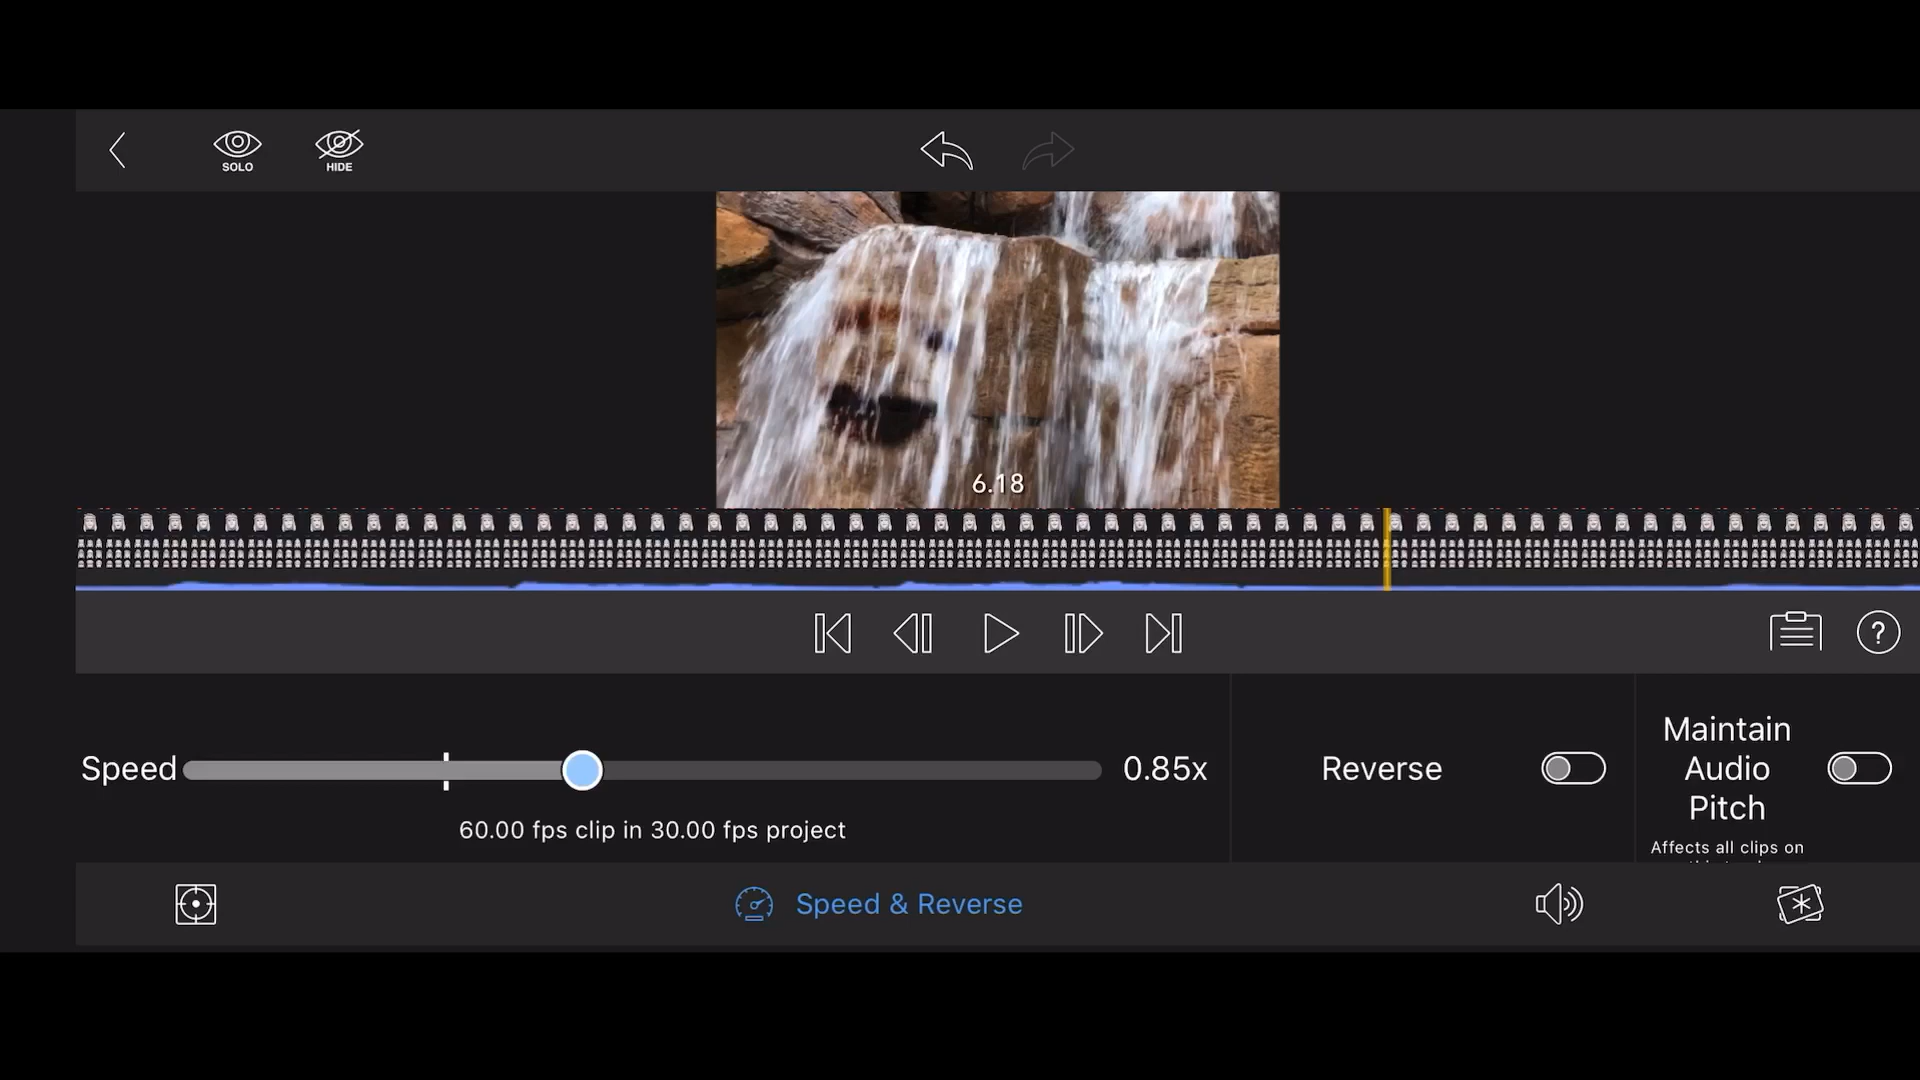 SOLO
HIDE
6.18
?
Speed
0.85x
60.00 fps clip in 30.00 fps project
Reverse
Maintain
Audio
Pitch
Affects all clips on
Speed & Reverse